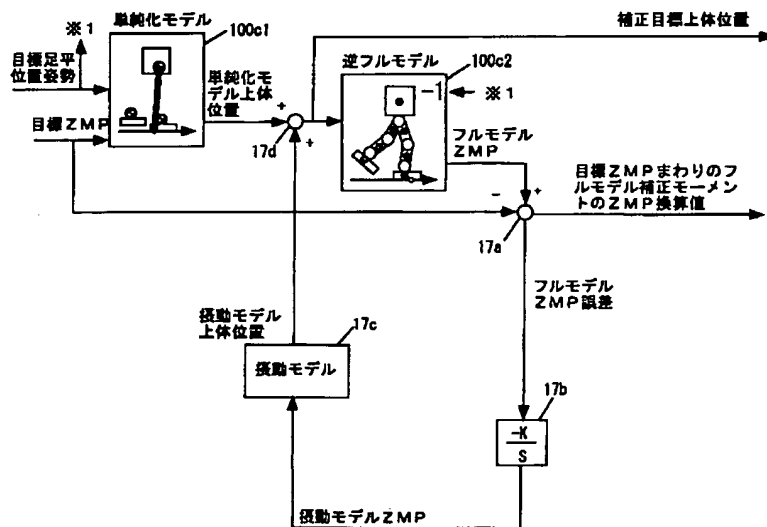 単純化モデル
※1
100c1
補正目標上体位置
目標足平
位置姿勢
逆フルモデル
100c2
単純化モ
デル上体
位置
-1
※1
+
目標ZMP
17d
+
フルモデル
ZMP
目標ZMPまわりのフ
ルモデル補正モーメン
トのZMP換算値
-
+
17a
フルモデル
ZMP誤差
摂動モデル
上体位置
17c
摂動モデル
17b
-K
S
摂動モデルZMP